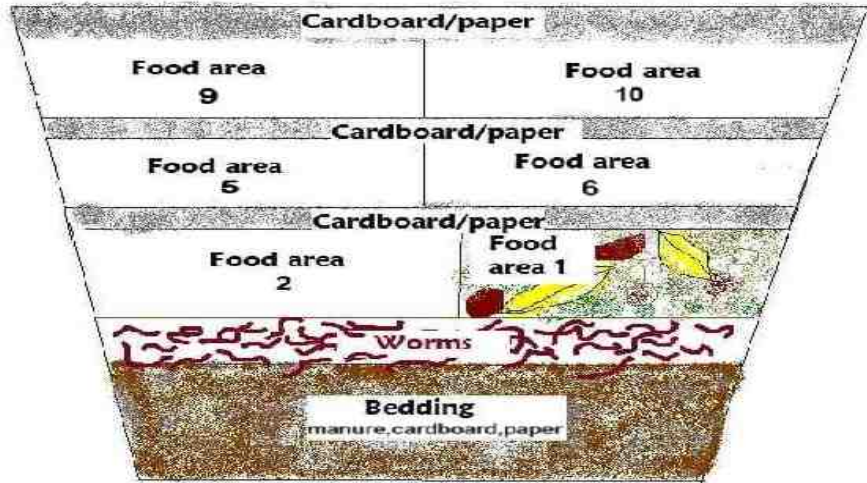 Cardboard/paper
Food area
9
Food area
10
Cardboard/paper
Food area
5
Food area
6
Cardboard/paper
Food area
2
Food
area 1
Worms
Bedding
manure,cardboard,paper